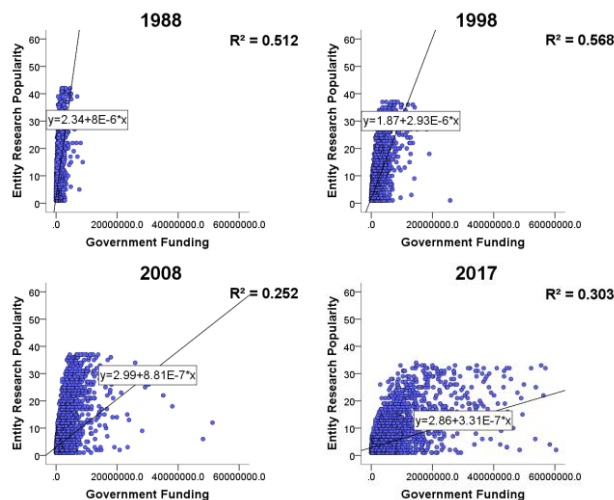 1988
R² = 0.512
Entity Research Popularity
60
50
40
30
20
10
0
y=2.34+8E-6*x
.0 20000000.0 40000000.0 60000000.0
Government Funding
1998
R² = 0.568
Entity Research Popularity
60
50
40
30
20
10
0
y=1.87+2.93E-6*x
.0 20000000.0 40000000.0 60000000.0
Government Funding
2008
R² = 0.252
Entity Research Popularity
60
50
40
30
20
10
0
y=2.99+8.81E-7*x
.0 20000000.0 40000000.0 60000000.0
Government Funding
2017
R² = 0.303
Entity Research Popularity
60
50
40
30
20
10
0
y=2.86+3.31E-7*x
.0 20000000.0 40000000.0 60000000.0
Government Funding